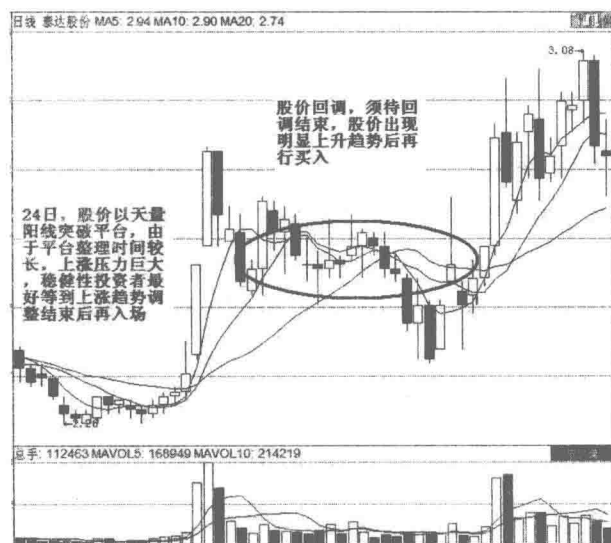 日线 泰达股份 MA5: 2.94 MA10: 2.90 MA20: 2.74
3.08→
股价回调，须待回
调结束，股价出现
明显上升趋势后再
行买入
24日，股价以天量
阳线突破平台，由
于平台整理时间较
长，上涨压力巨大
，稳健性投资者最
好等到上涨趋势调
整结束后再入场
总手: 112463 MAVOL5: 168949 MAVOL10: 214219